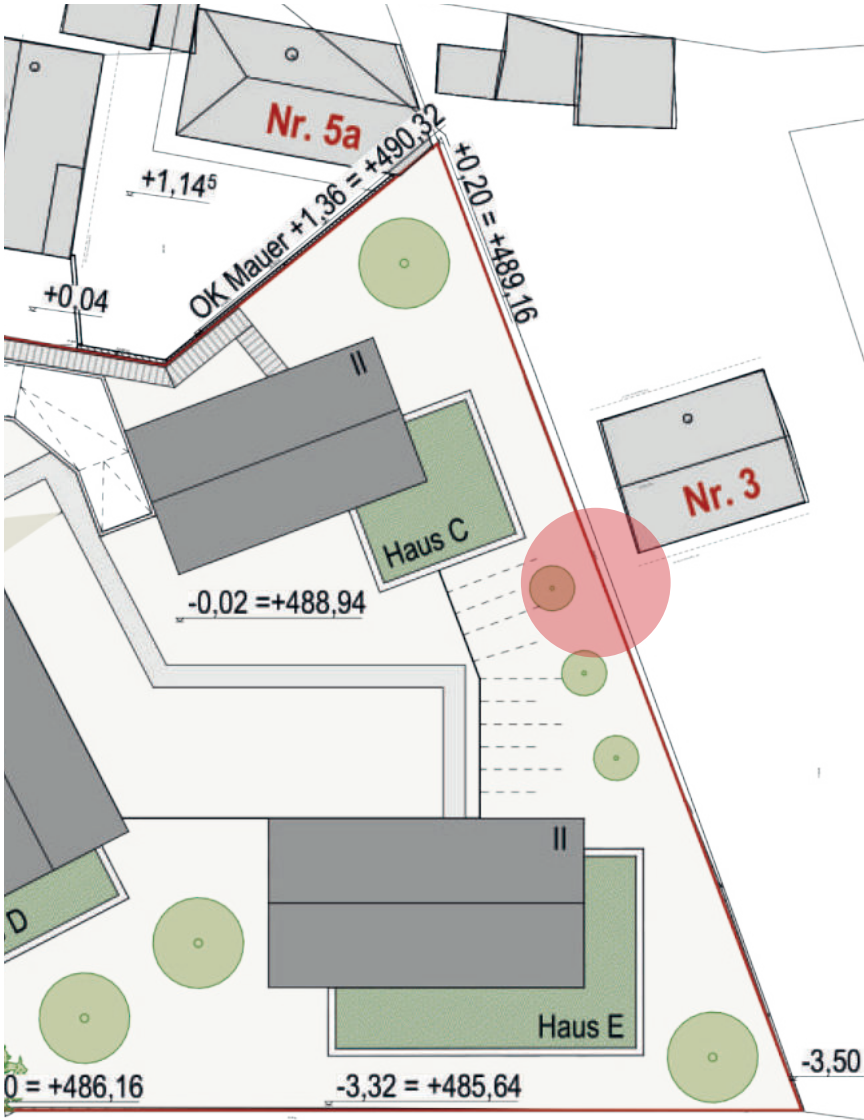 Nr. 5a
OK Mauer +1,36 = +490,32
+0,20 = +489,16
+1,14⁵
+0,04
II
Nr. 3
Haus C
-0,02 =+488,94
II
D
Haus E
0 = +486,16
-3,32 = +485,64
-3,50